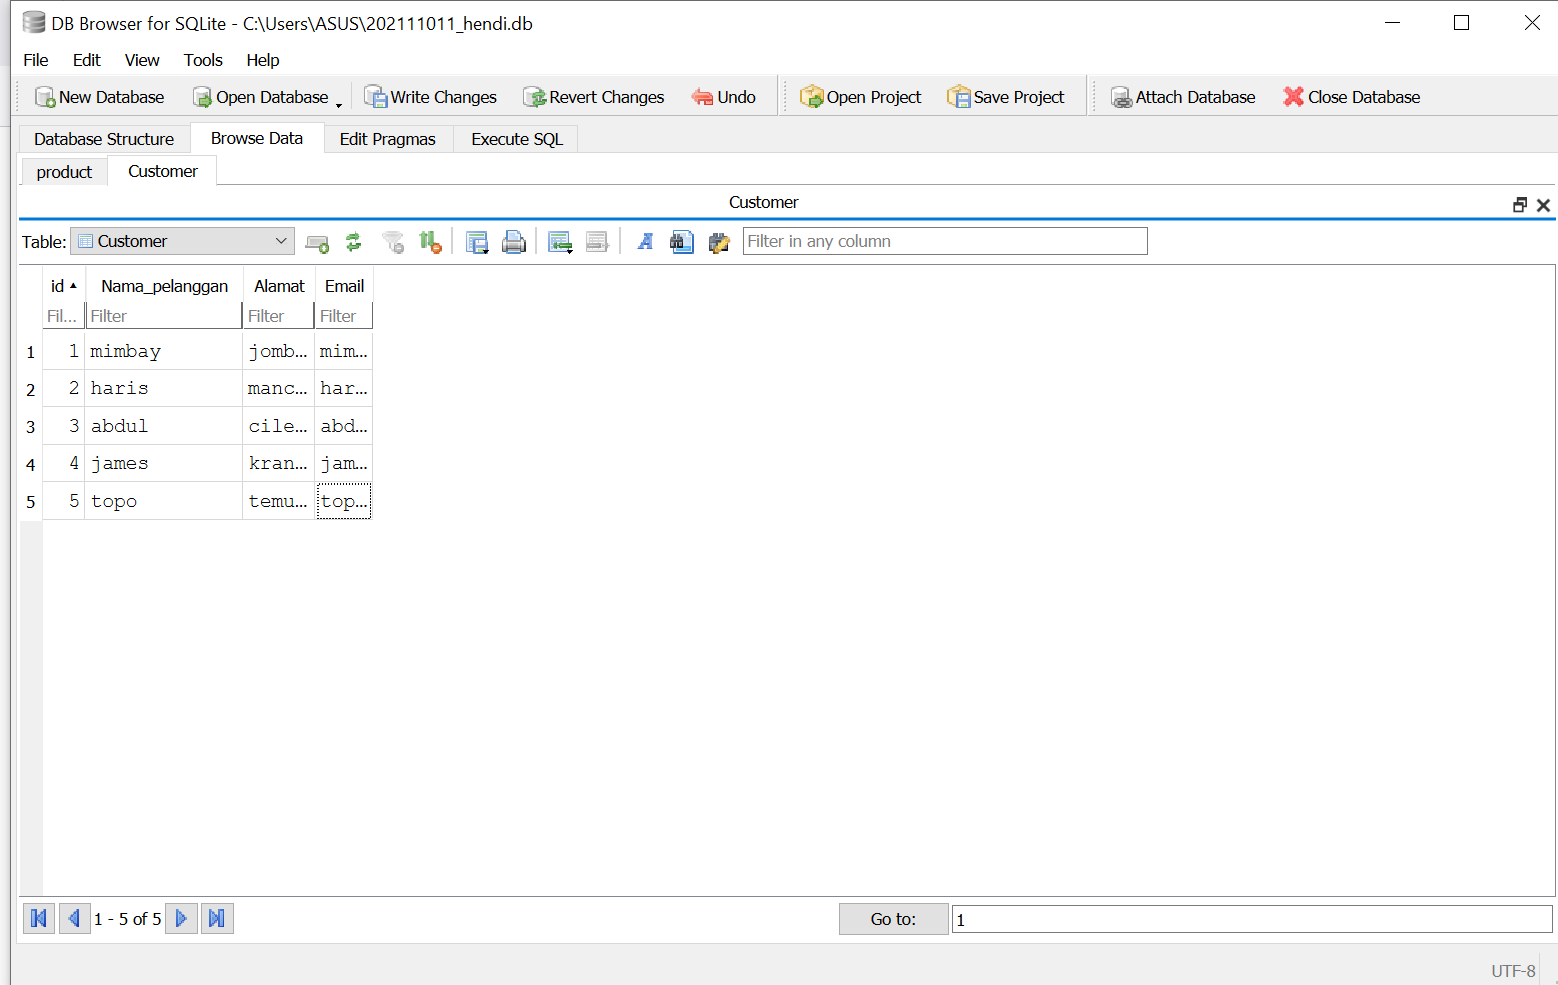 DB Browser for SQLite - C:\Users\ASUS\202111011_hendi.db
File Edit View Tools Help
New Database Open Database Write Changes Revert Changes Undo Open Project Save Project Attach Database Close Database
Database Structure Browse Data Edit Pragmas Execute SQL
product Customer
Customer
Table: Customer Filter in any column
id Nama_pelanggan Alamat Email
Fil... Filter Filter Filter
1 1 mimbay jomb... mim...
2 2 haris manc... har...
3 3 abdul cile... abd...
4 4 james kran... jam...
5 5 topo temu... top...
1 - 5 of 5 Go to: 1
UTF-8